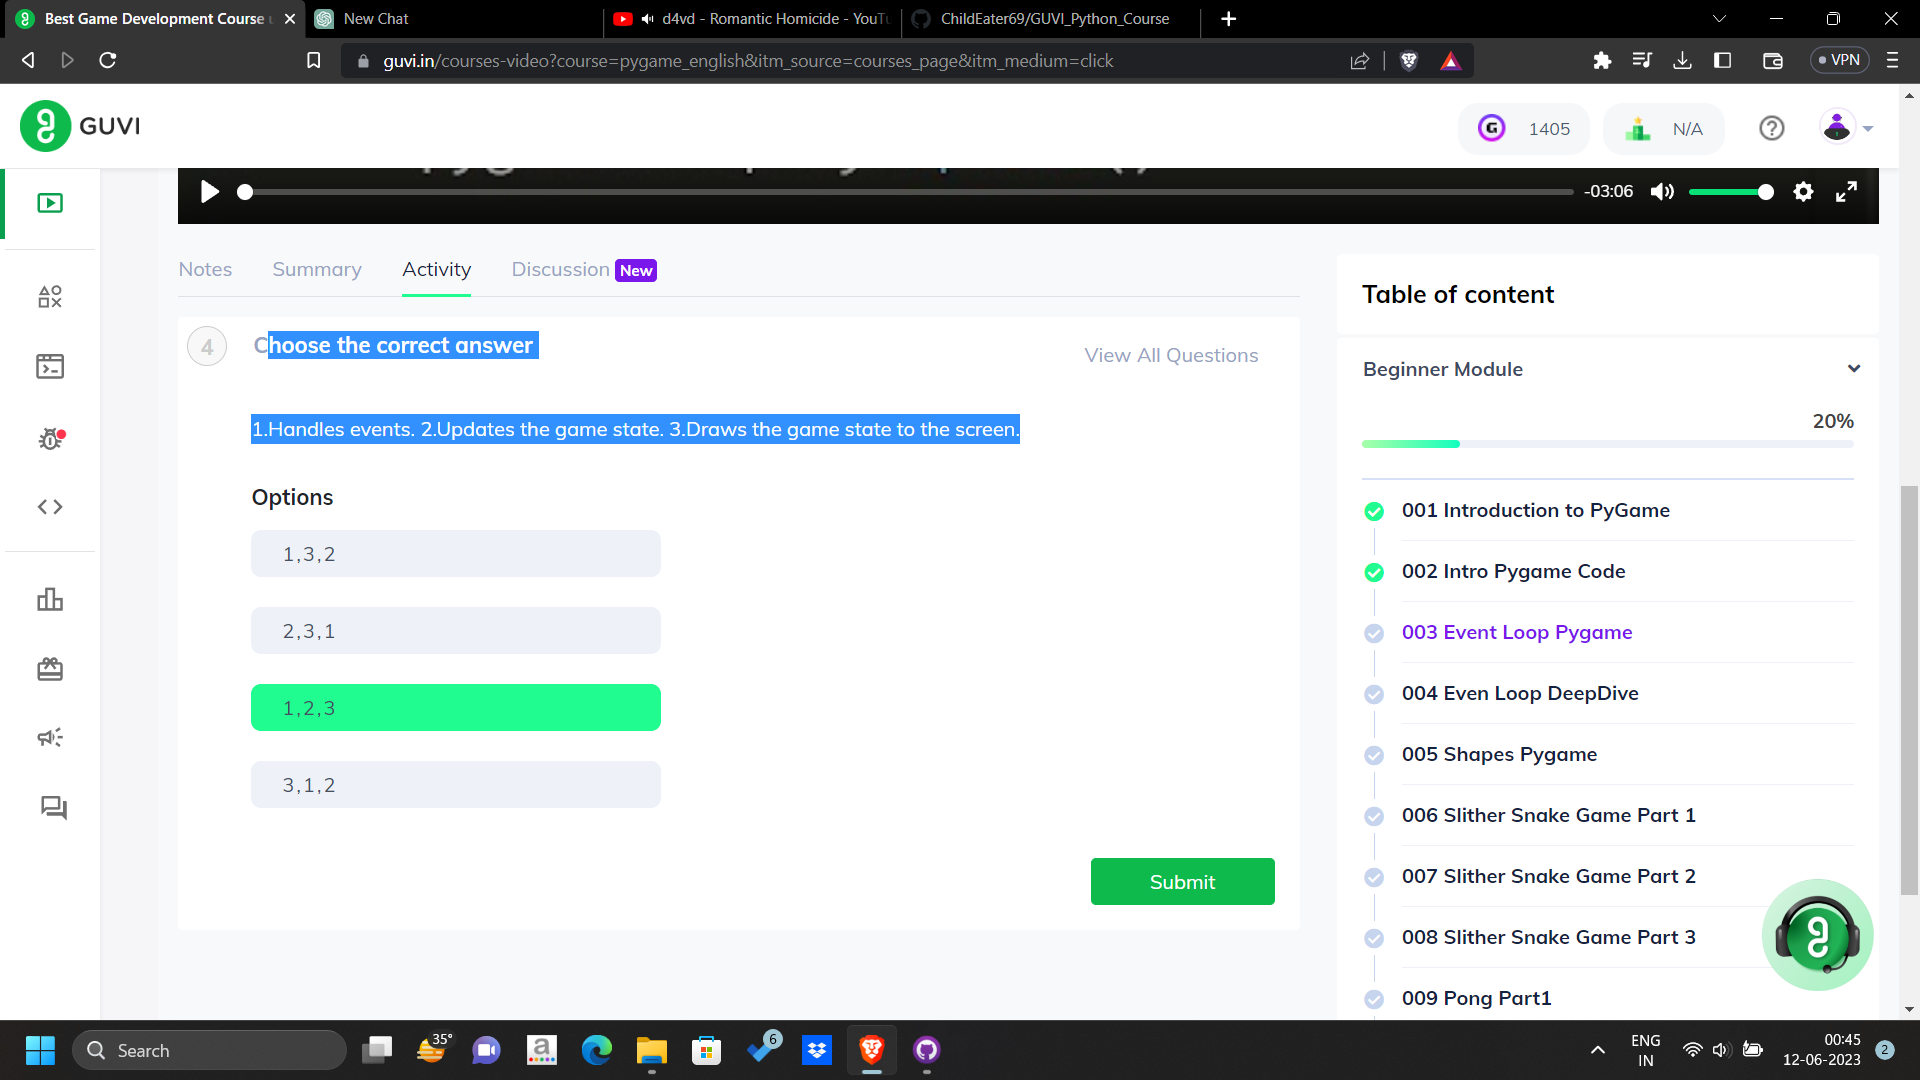 Best Game Development Course u
New Chat
d4vd - Romantic Homicide - YouTu
ChildEater69/GUVI_Python_Course
guvi.in/courses-video?course=pygame_english&itm_source=courses_page&itm_medium=click
VPN
GUVI
G
1405
N/A
-03:06
Notes
Summary
Activity
Discussion
New
4
Choose the correct answer
View All Questions
1.Handles events. 2.Updates the game state. 3.Draws the game state to the screen.
Options
1,3,2
2,3,1
1,2,3
3,1,2
Submit
Table of content
Beginner Module
20%
001 Introduction to PyGame
002 Intro Pygame Code
003 Event Loop Pygame
004 Even Loop DeepDive
005 Shapes Pygame
006 Slither Snake Game Part 1
007 Slither Snake Game Part 2
008 Slither Snake Game Part 3
009 Pong Part1
Search
35°
a
6
ENG
IN
00:45
12-06-2023
2